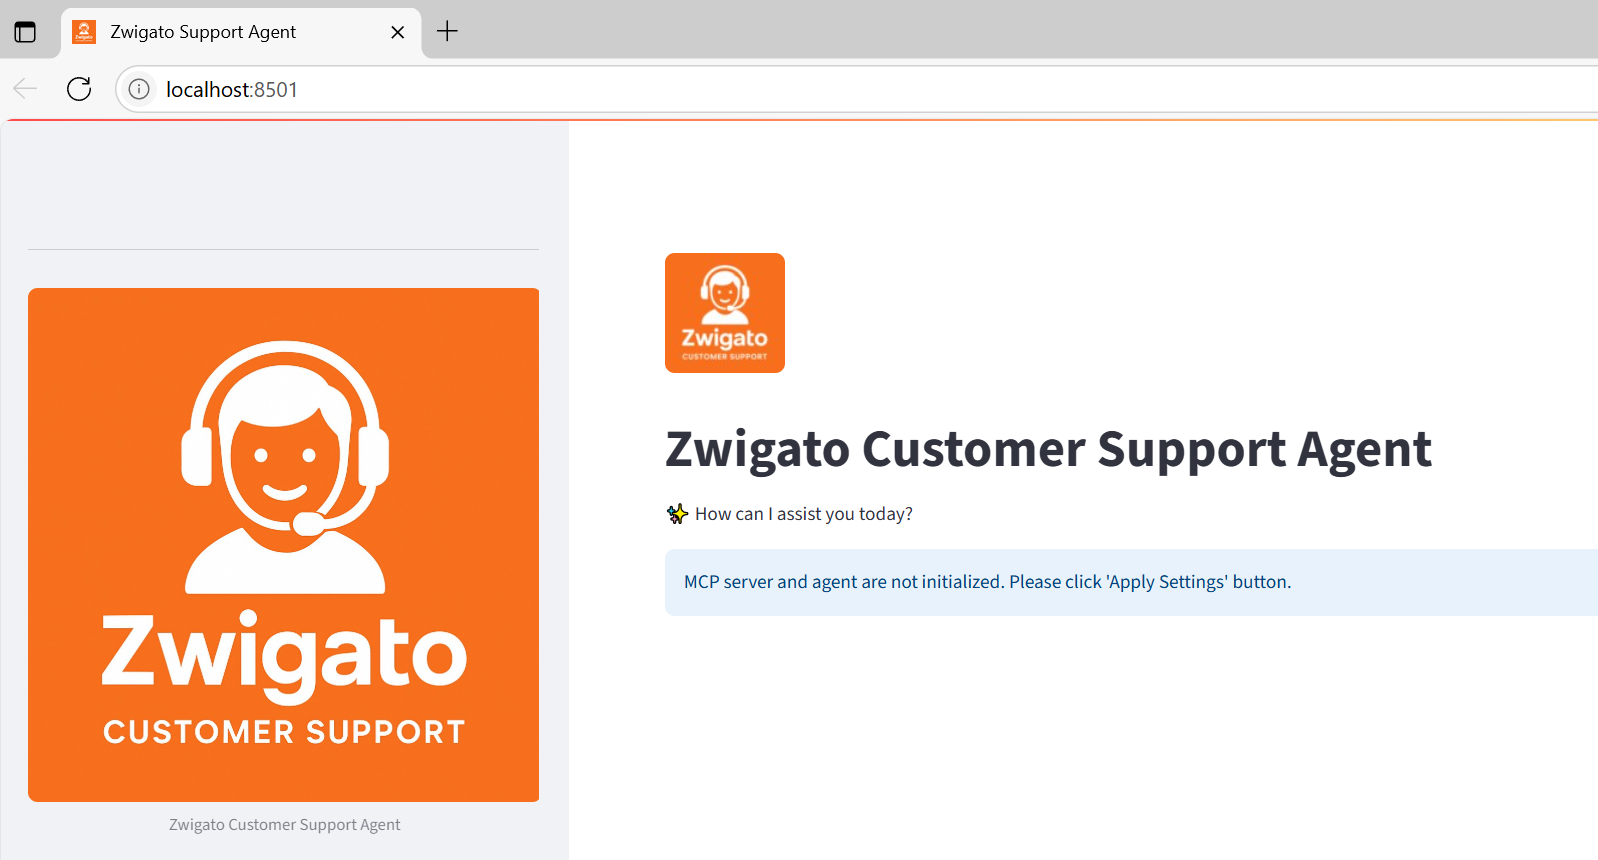 Zwigato Support Agent
localhost:8501
Zwigato
CUSTOMER SUPPORT
Zwigato Customer Support Agent
Zwigato
CUSTOMER SUPPORT
Zwigato Customer Support Agent
✨ How can I assist you today?
MCP server and agent are not initialized. Please click 'Apply Settings' button.